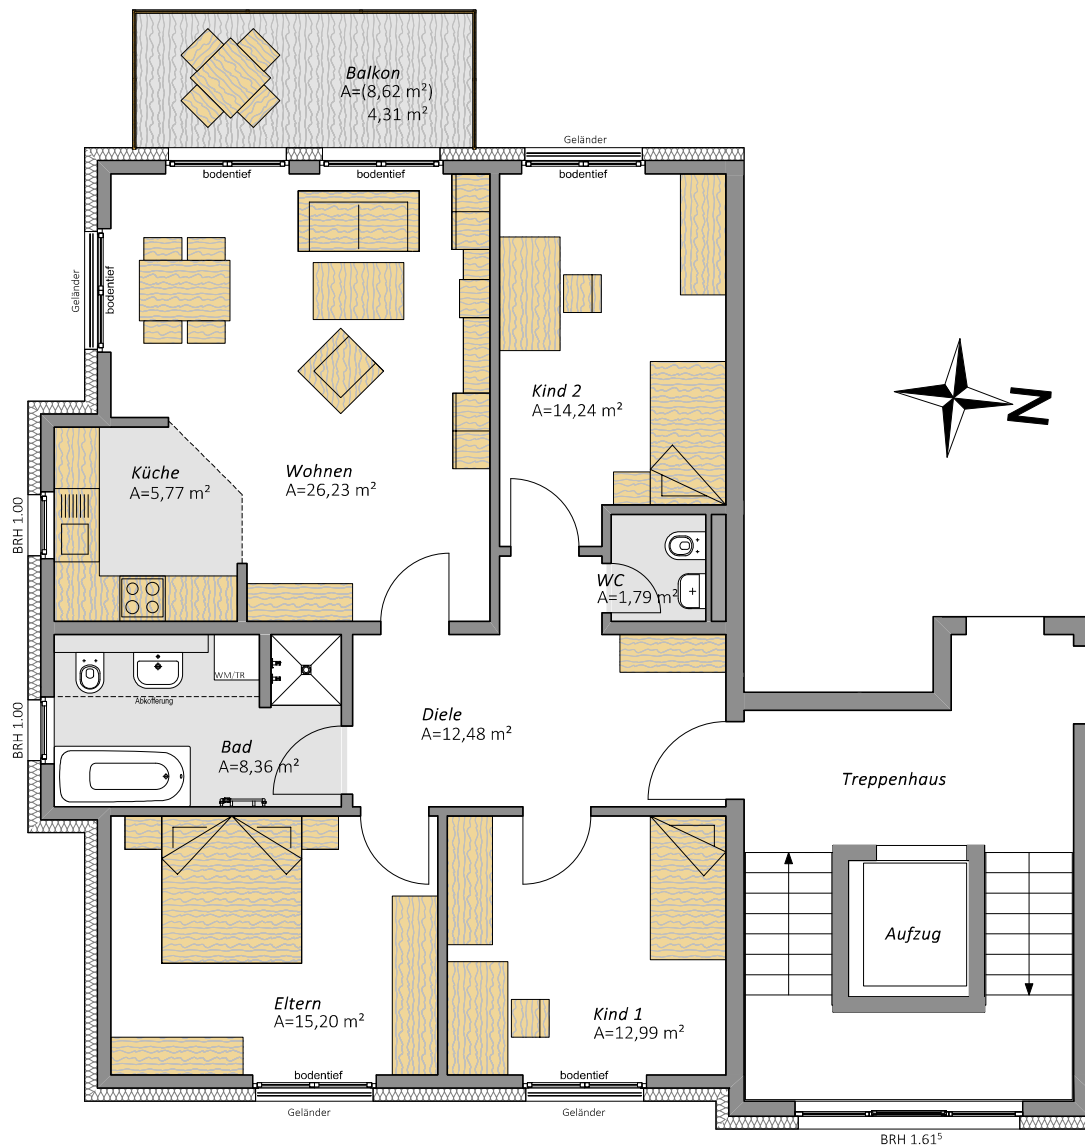 Balkon
A=(8,62 m²)
4,31 m²
Geländer
bodentief
bodentief
bodentief
Geländer
bodentief
Kind 2
A=14,24 m²
N
Küche
A=5,77 m²
Wohnen
A=26,23 m²
BRH 1.00
WC
A=1,79 m²
WM/TR
Abkofferung
BRH 1.00
Diele
A=12,48 m²
Bad
A=8,36 m²
Treppenhaus
Aufzug
Eltern
A=15,20 m²
Kind 1
A=12,99 m²
bodentief
bodentief
Geländer
Geländer
BRH 1.61⁵